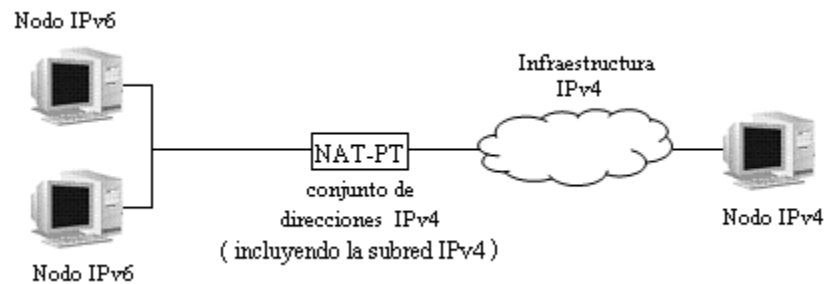 Nodo IPv6
Nodo IPv6
NAT-PT
conjunto de
direcciones IPv4
( incluyendo la subred IPv4 )
Infraestructura
IPv4
Nodo IPv4